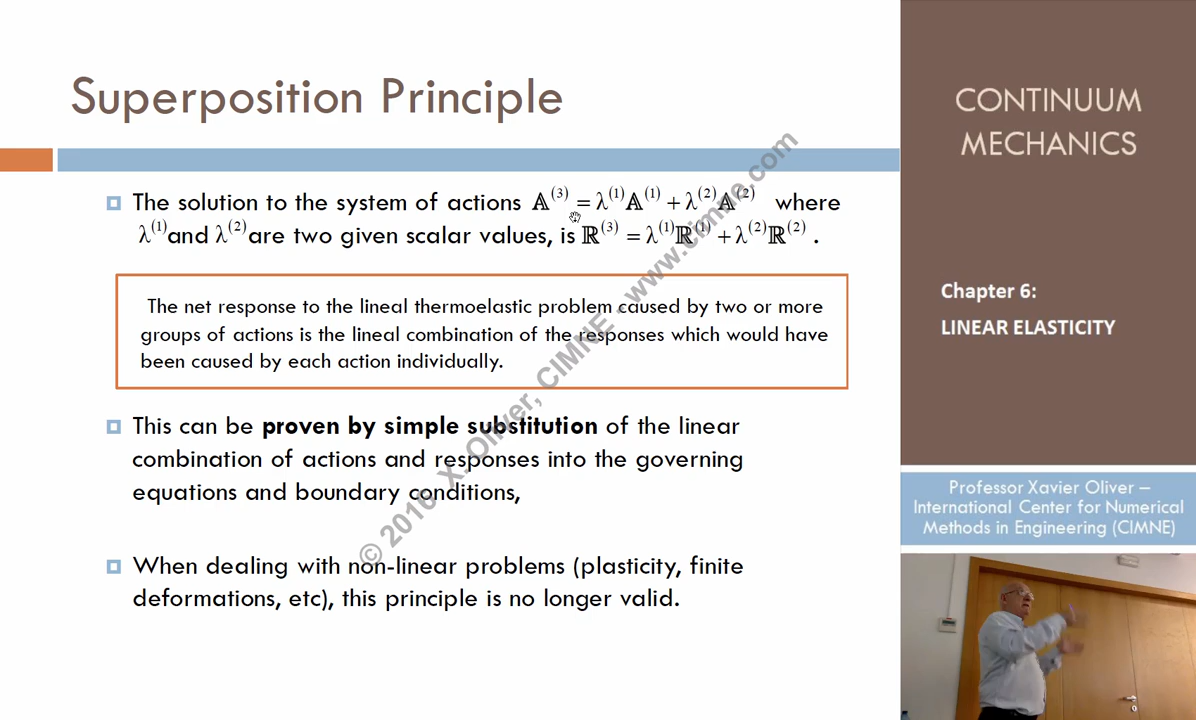 Superposition Principle
The solution to the system of actions 𝔸⁽³⁾ = λ⁽¹⁾𝔸⁽¹⁾ + λ⁽²⁾𝔸⁽²⁾ where
λ⁽¹⁾and λ⁽²⁾are two given scalar values, is ℝ⁽³⁾ = λ⁽¹⁾ℝ⁽¹⁾ + λ⁽²⁾ℝ⁽²⁾ .
The net response to the lineal thermoelastic problem caused by two or more
groups of actions is the lineal combination of the responses which would have
been caused by each action individually.
This can be proven by simple substitution of the linear
combination of actions and responses into the governing
equations and boundary conditions,
When dealing with non-linear problems (plasticity, finite
deformations, etc), this principle is no longer valid.
© 2016 X. Oliver, CIMNE - www.cimne.com
CONTINUUM
MECHANICS
Chapter 6:
LINEAR ELASTICITY
Professor Xavier Oliver –
International Center for Numerical
Methods in Engineering (CIMNE)